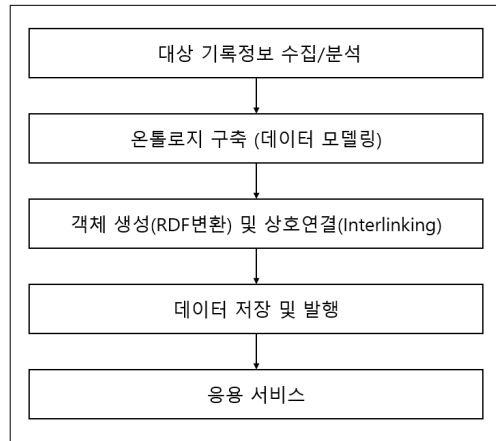 대상 기록정보 수집/분석
온톨로지 구축 (데이터 모델링)
객체 생성(RDF변환) 및 상호연결(Interlinking)
데이터 저장 및 발행
응용 서비스